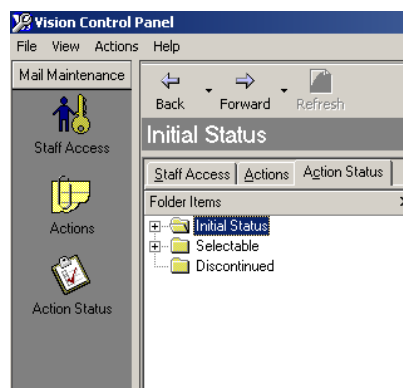 Vision Control Panel
File View Actions Help
Mail Maintenance
Staff Access
Actions
Action Status
Back Forward Refresh
Initial Status
Staff Access Actions Action Status
Folder Items
Initial Status
Selectable
Discontinued